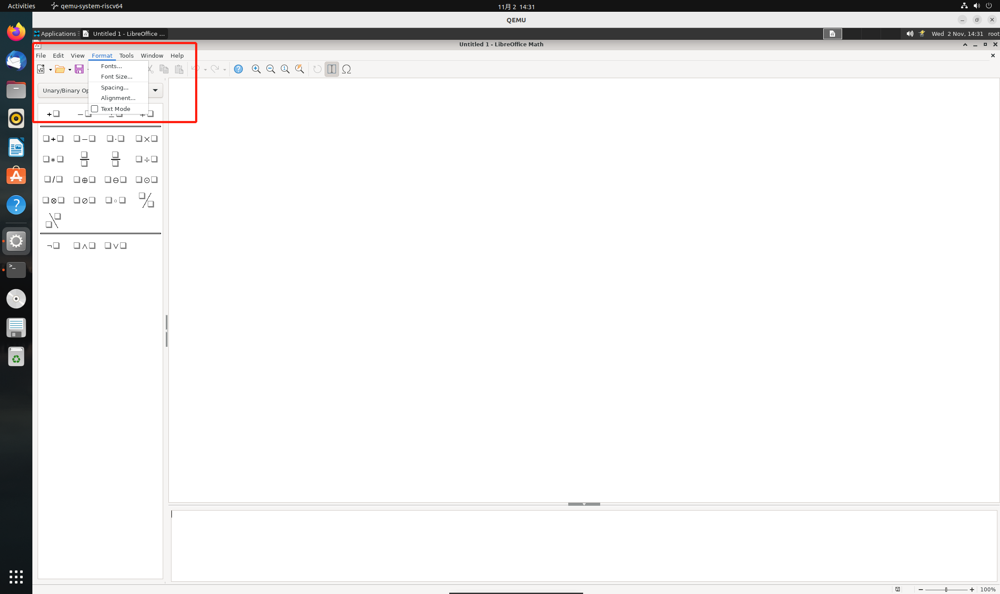 Activities qemu-system-riscv64 11月 2 14:31
QEMU
Applications Untitled 1 - LibreOffice ... Wed 2 Nov, 14:31 root
Untitled 1 - LibreOffice Math
File Edit View Format Tools Window Help
Fonts...
Font Size...
Unary/Binary Op
Spacing...
Alignment...
Text Mode
+❑ −❑
❑+❑ ❑−❑ ❑·❑ ❑×❑
❑∗❑ ❑÷❑
❑/❑ ❑⊕❑ ❑⊖❑ ❑⊙❑
❑⊗❑ ❑⊘❑ ❑∘❑
¬❑ ❑∧❑ ❑∨❑
100%